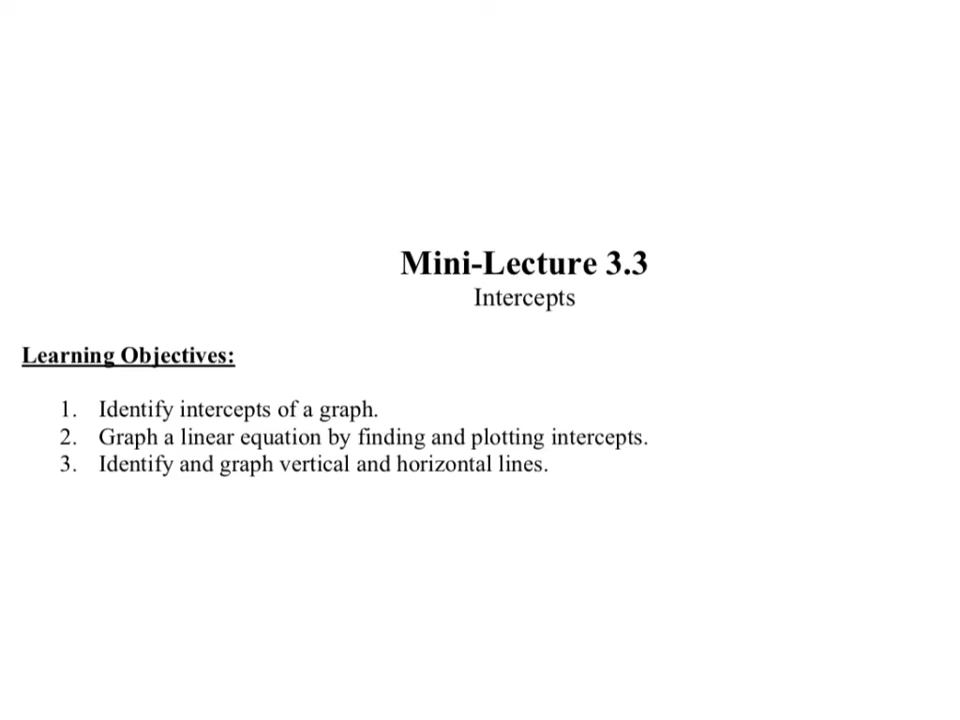 Mini-Lecture 3.3
Intercepts
Learning Objectives:
1. Identify intercepts of a graph.
2. Graph a linear equation by finding and plotting intercepts.
3. Identify and graph vertical and horizontal lines.